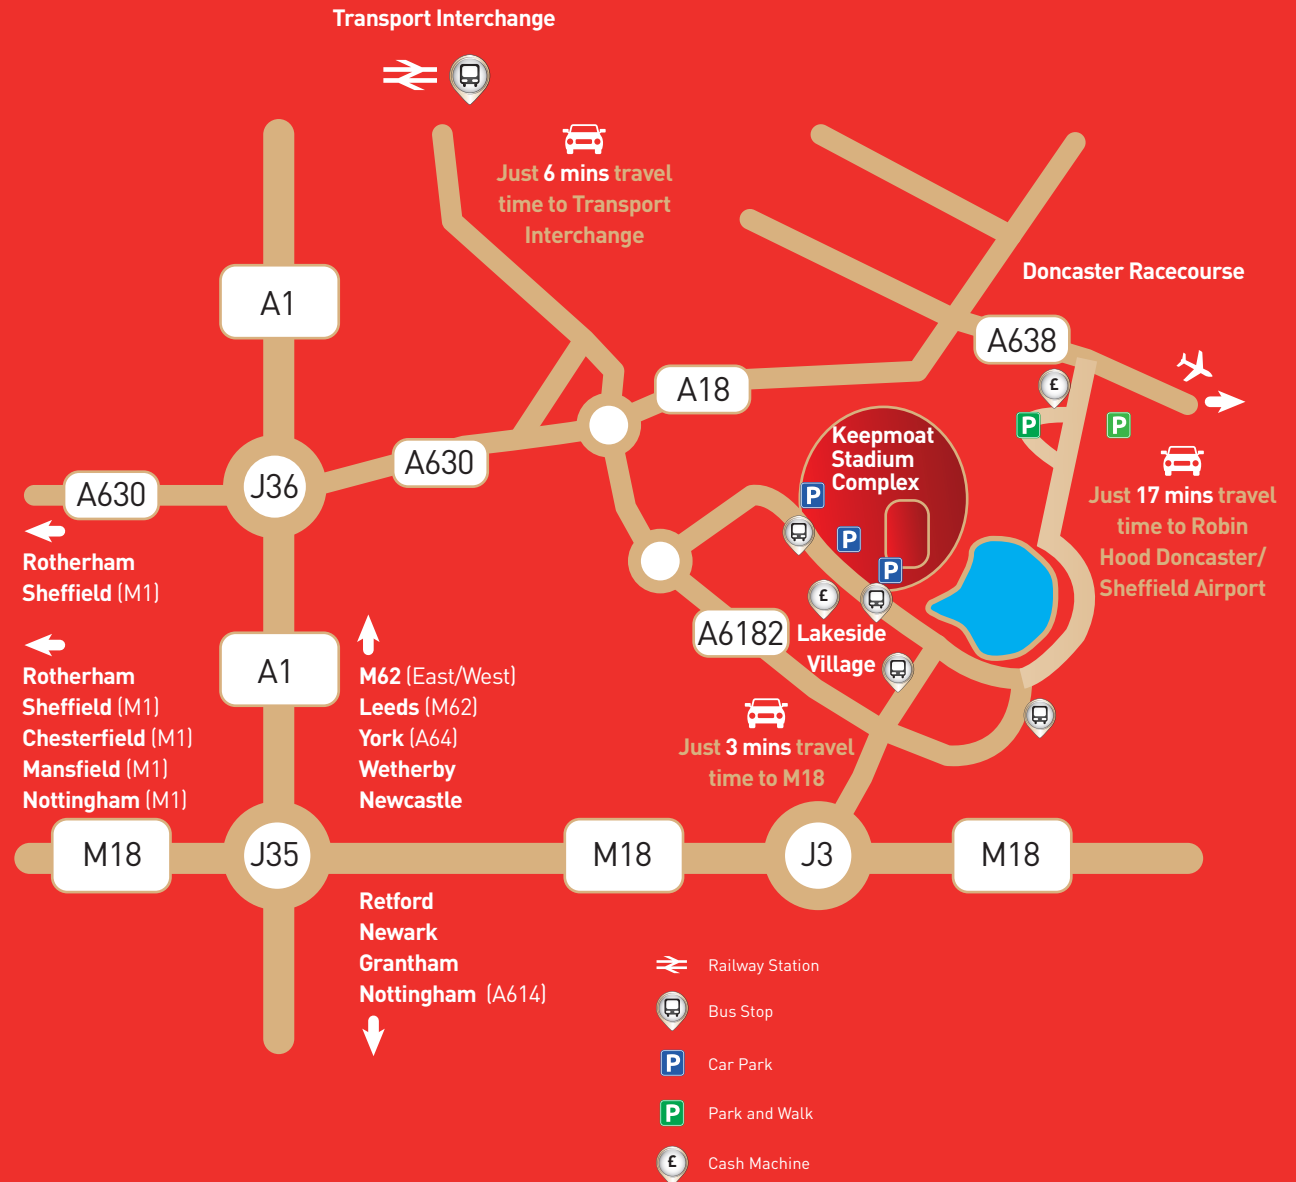 Transport Interchange
Just 6 mins travel
time to Transport
Interchange
Doncaster Racecourse
A1
A638
A18
£
Keepmoat
Stadium
Complex
P
P
A630
A630
J36
P
P
P
Just 17 mins travel
time to Robin
Hood Doncaster/
Sheffield Airport
Rotherham
Sheffield (M1)
£
A6182
Lakeside
Village
A1
Rotherham
Sheffield (M1)
Chesterfield (M1)
Mansfield (M1)
Nottingham (M1)
M62 (East/West)
Leeds (M62)
York (A64)
Wetherby
Newcastle
Just 3 mins travel
time to M18
M18
J35
M18
J3
M18
Retford
Newark
Grantham
Nottingham (A614)
Railway Station
Bus Stop
P Car Park
P Park and Walk
£ Cash Machine